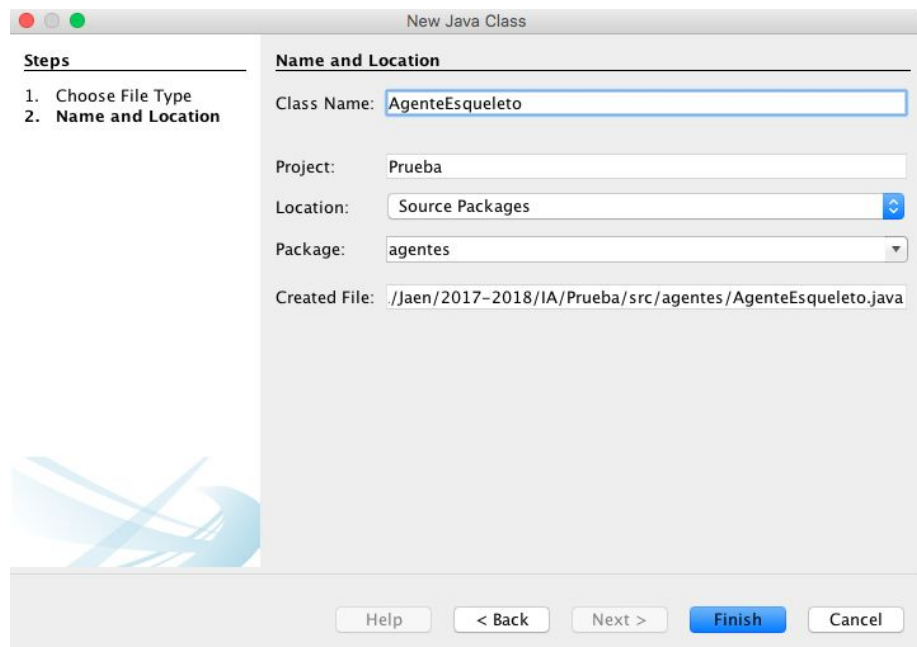 New Java Class
Steps
1. Choose File Type
2. Name and Location
Name and Location
Class Name: AgenteEsqueleto
Project: Prueba
Location: Source Packages
Package: agentes
Created File: ./Jaen/2017-2018/IA/Prueba/src/agentes/AgenteEsqueleto.java
Help < Back Next > Finish Cancel